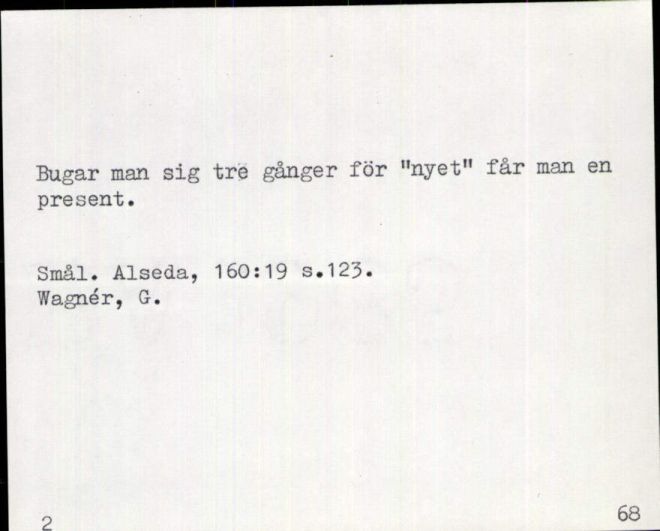 Bugar man sig tre gånger för "nyet" får man en
present.
Smål. Alseda, 160:19 s.123.
Wagnér, G.
2
68